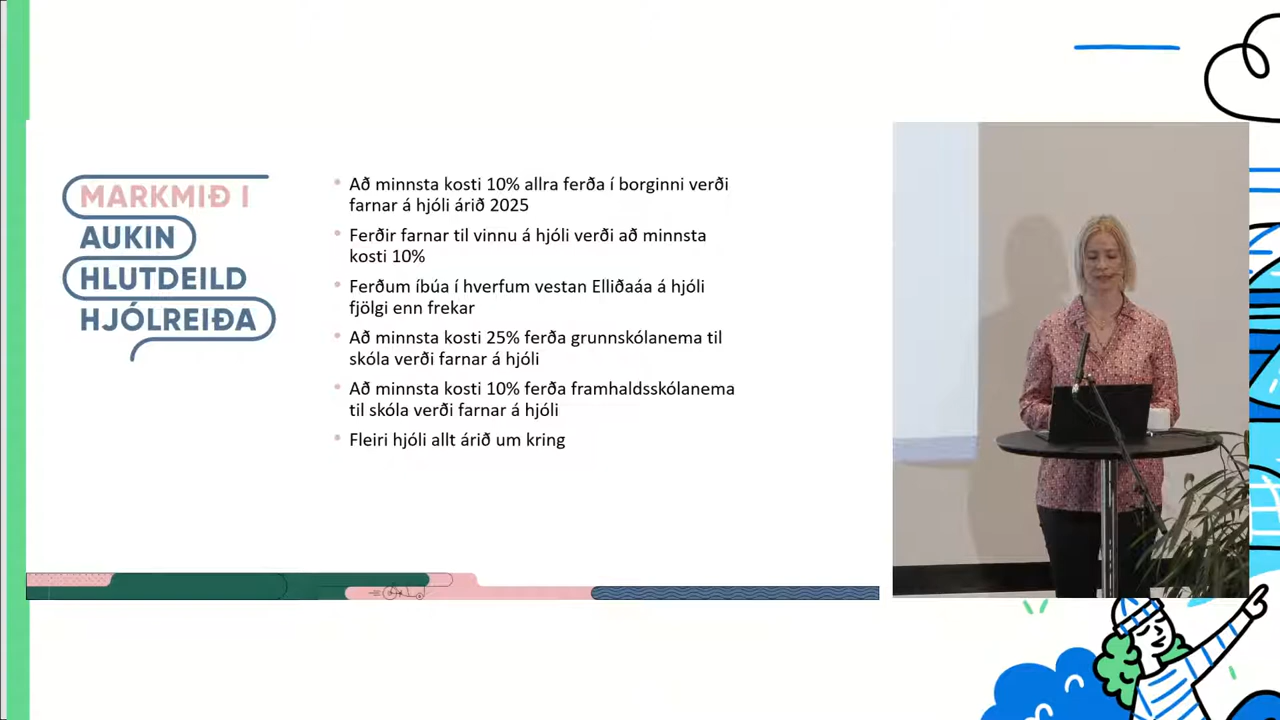 MARKMIÐ I
AUKIN
HLUTDEILD
HJÓLREIÐA
Að minnsta kosti 10% allra ferða í borginni verði
farnar á hjóli árið 2025
Ferðir farnar til vinnu á hjóli verði að minnsta
kosti 10%
Ferðum íbúa í hverfum vestan Elliðaáa á hjóli
fjölgi enn frekar
Að minnsta kosti 25% ferða grunnskólanema til
skóla verði farnar á hjóli
Að minnsta kosti 10% ferða framhaldsskólanema
til skóla verði farnar á hjóli
Fleiri hjóli allt árið um kring